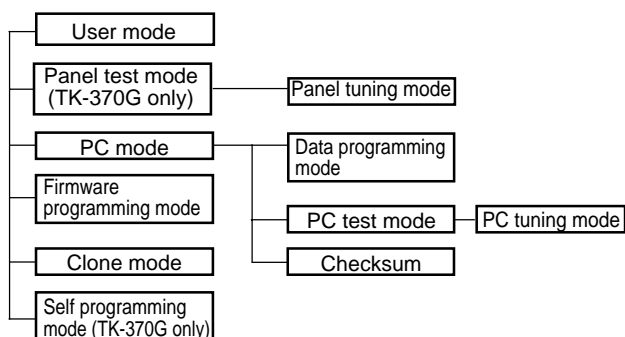 User mode
Panel test mode
(TK-370G only)
Panel tuning mode
PC mode
Data programming
mode
Firmware
programming mode
PC test mode
PC tuning mode
Clone mode
Checksum
Self programming
mode (TK-370G only)